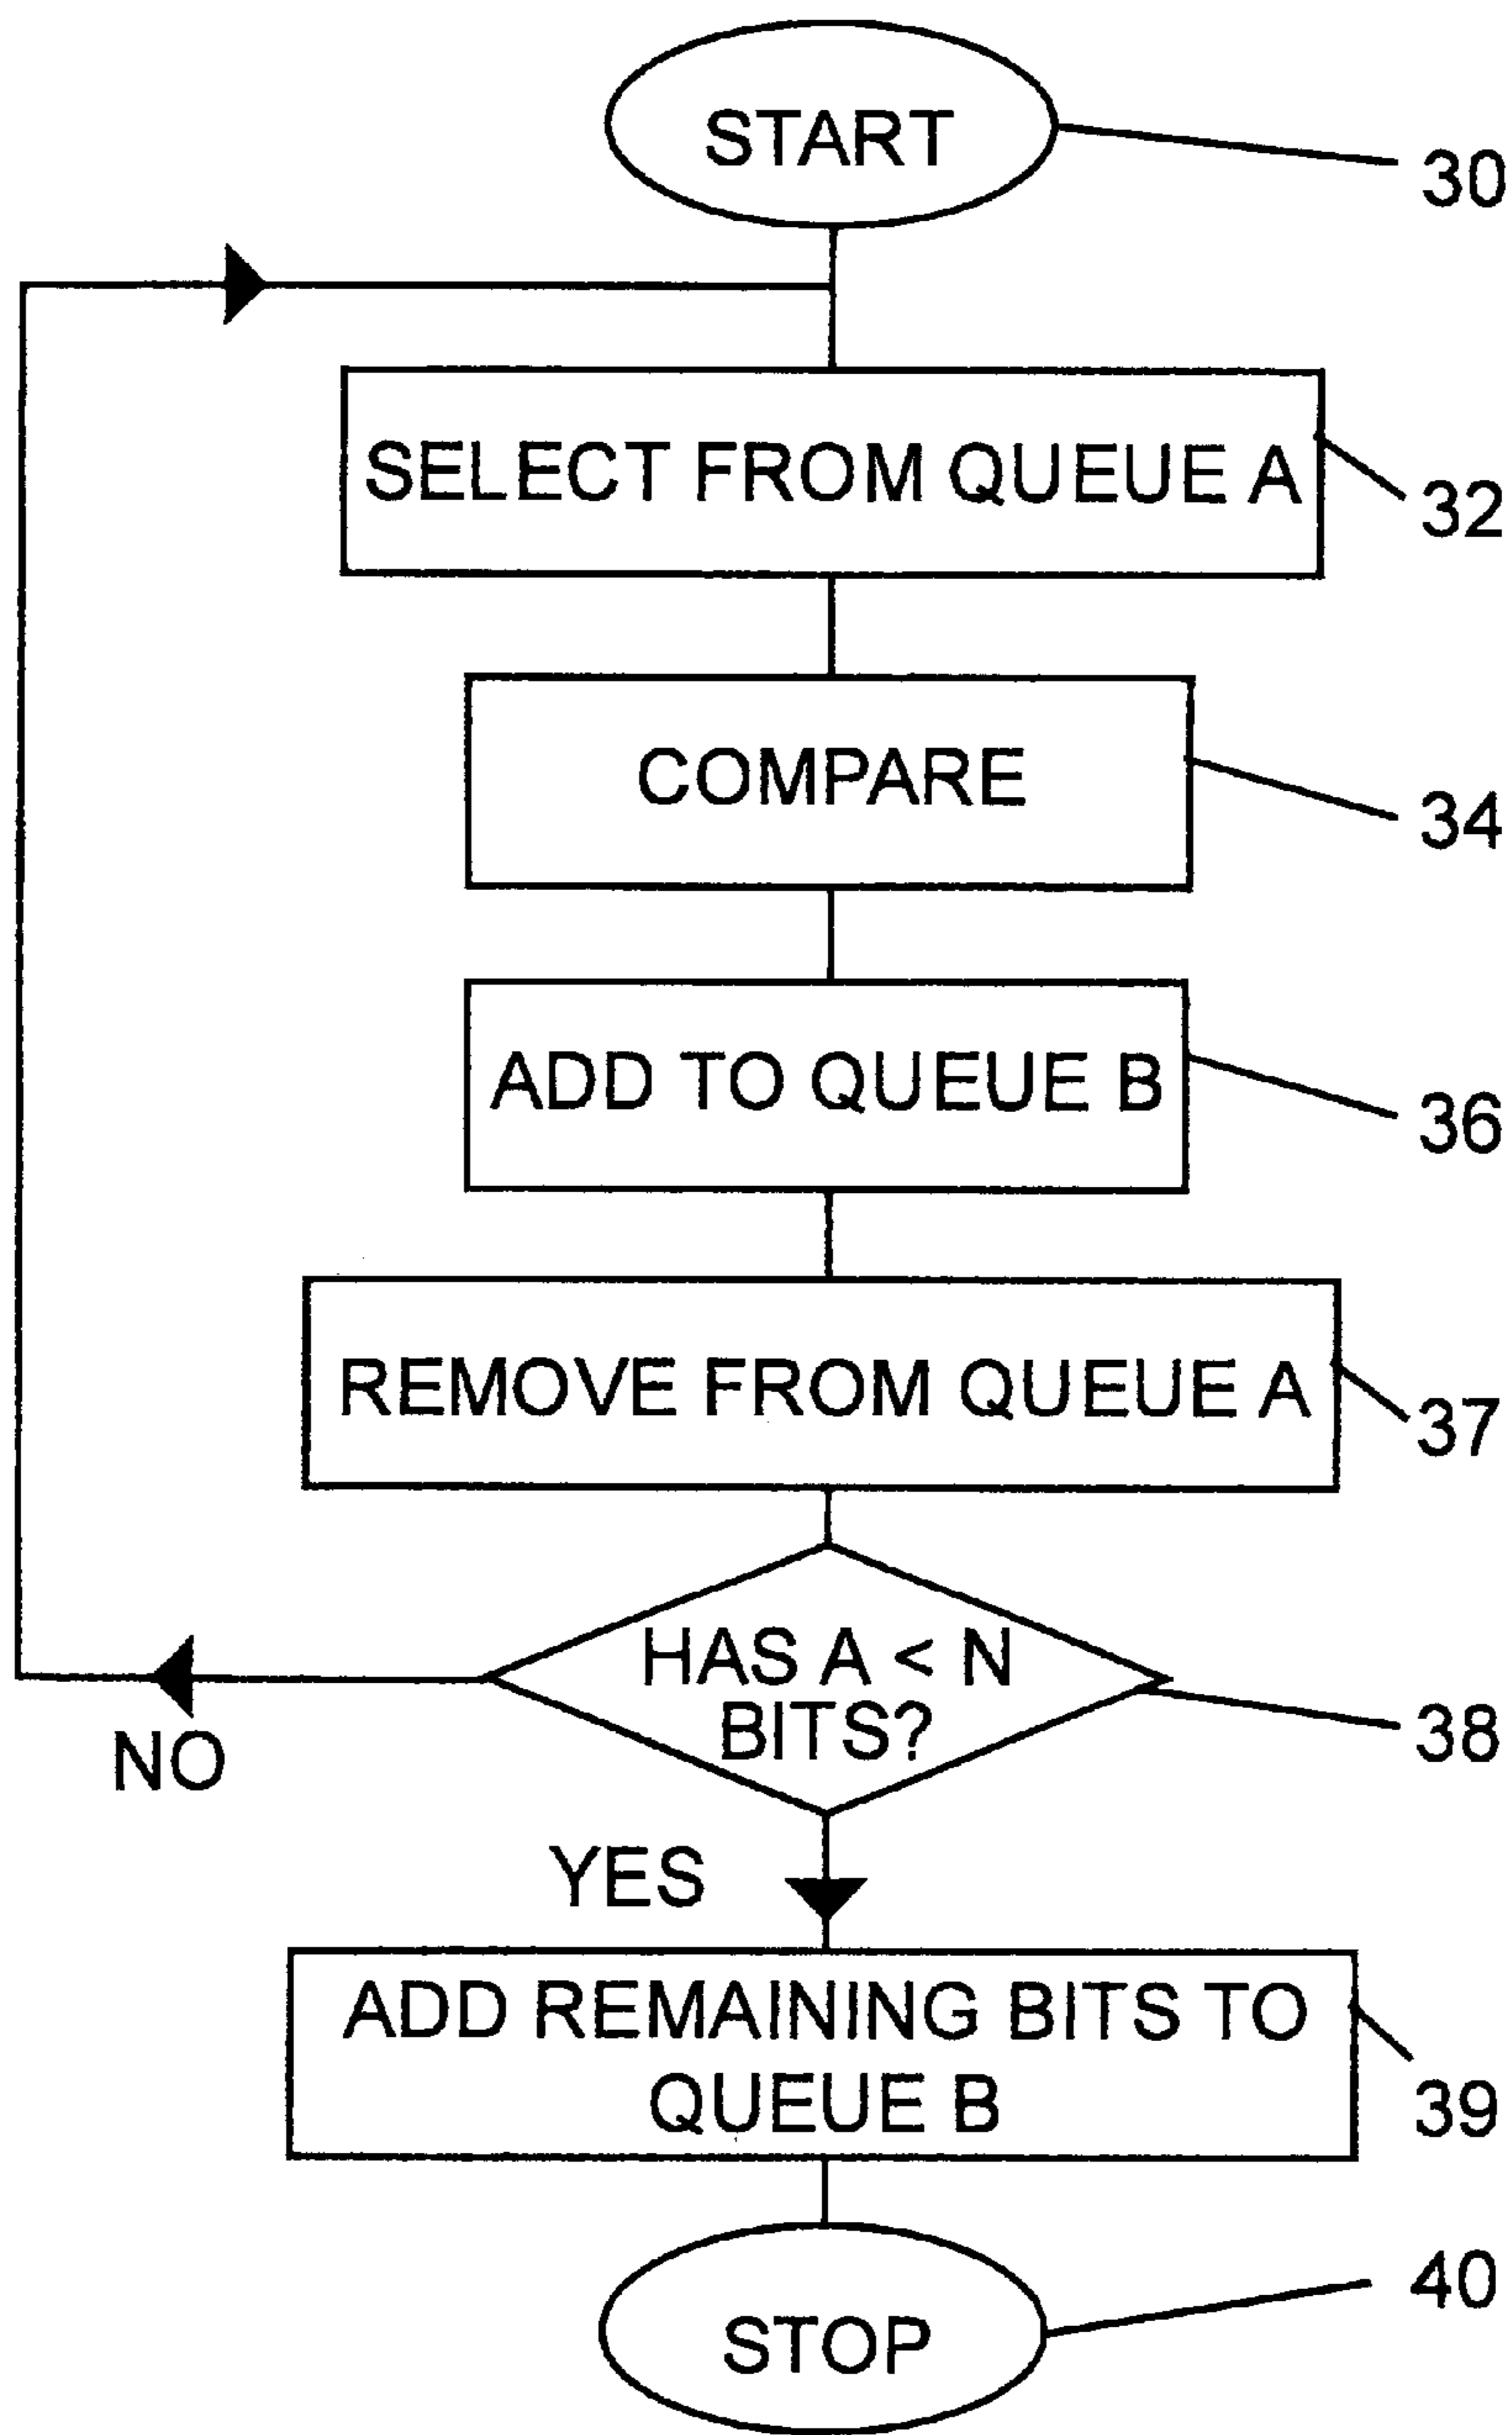 START
30
SELECT FROM QUEUE A
32
COMPARE
34
ADD TO QUEUE B
36
REMOVE FROM QUEUE A
37
HAS A < N
BITS?
38
NO
YES
ADD REMAINING BITS TO
QUEUE B
39
STOP
40